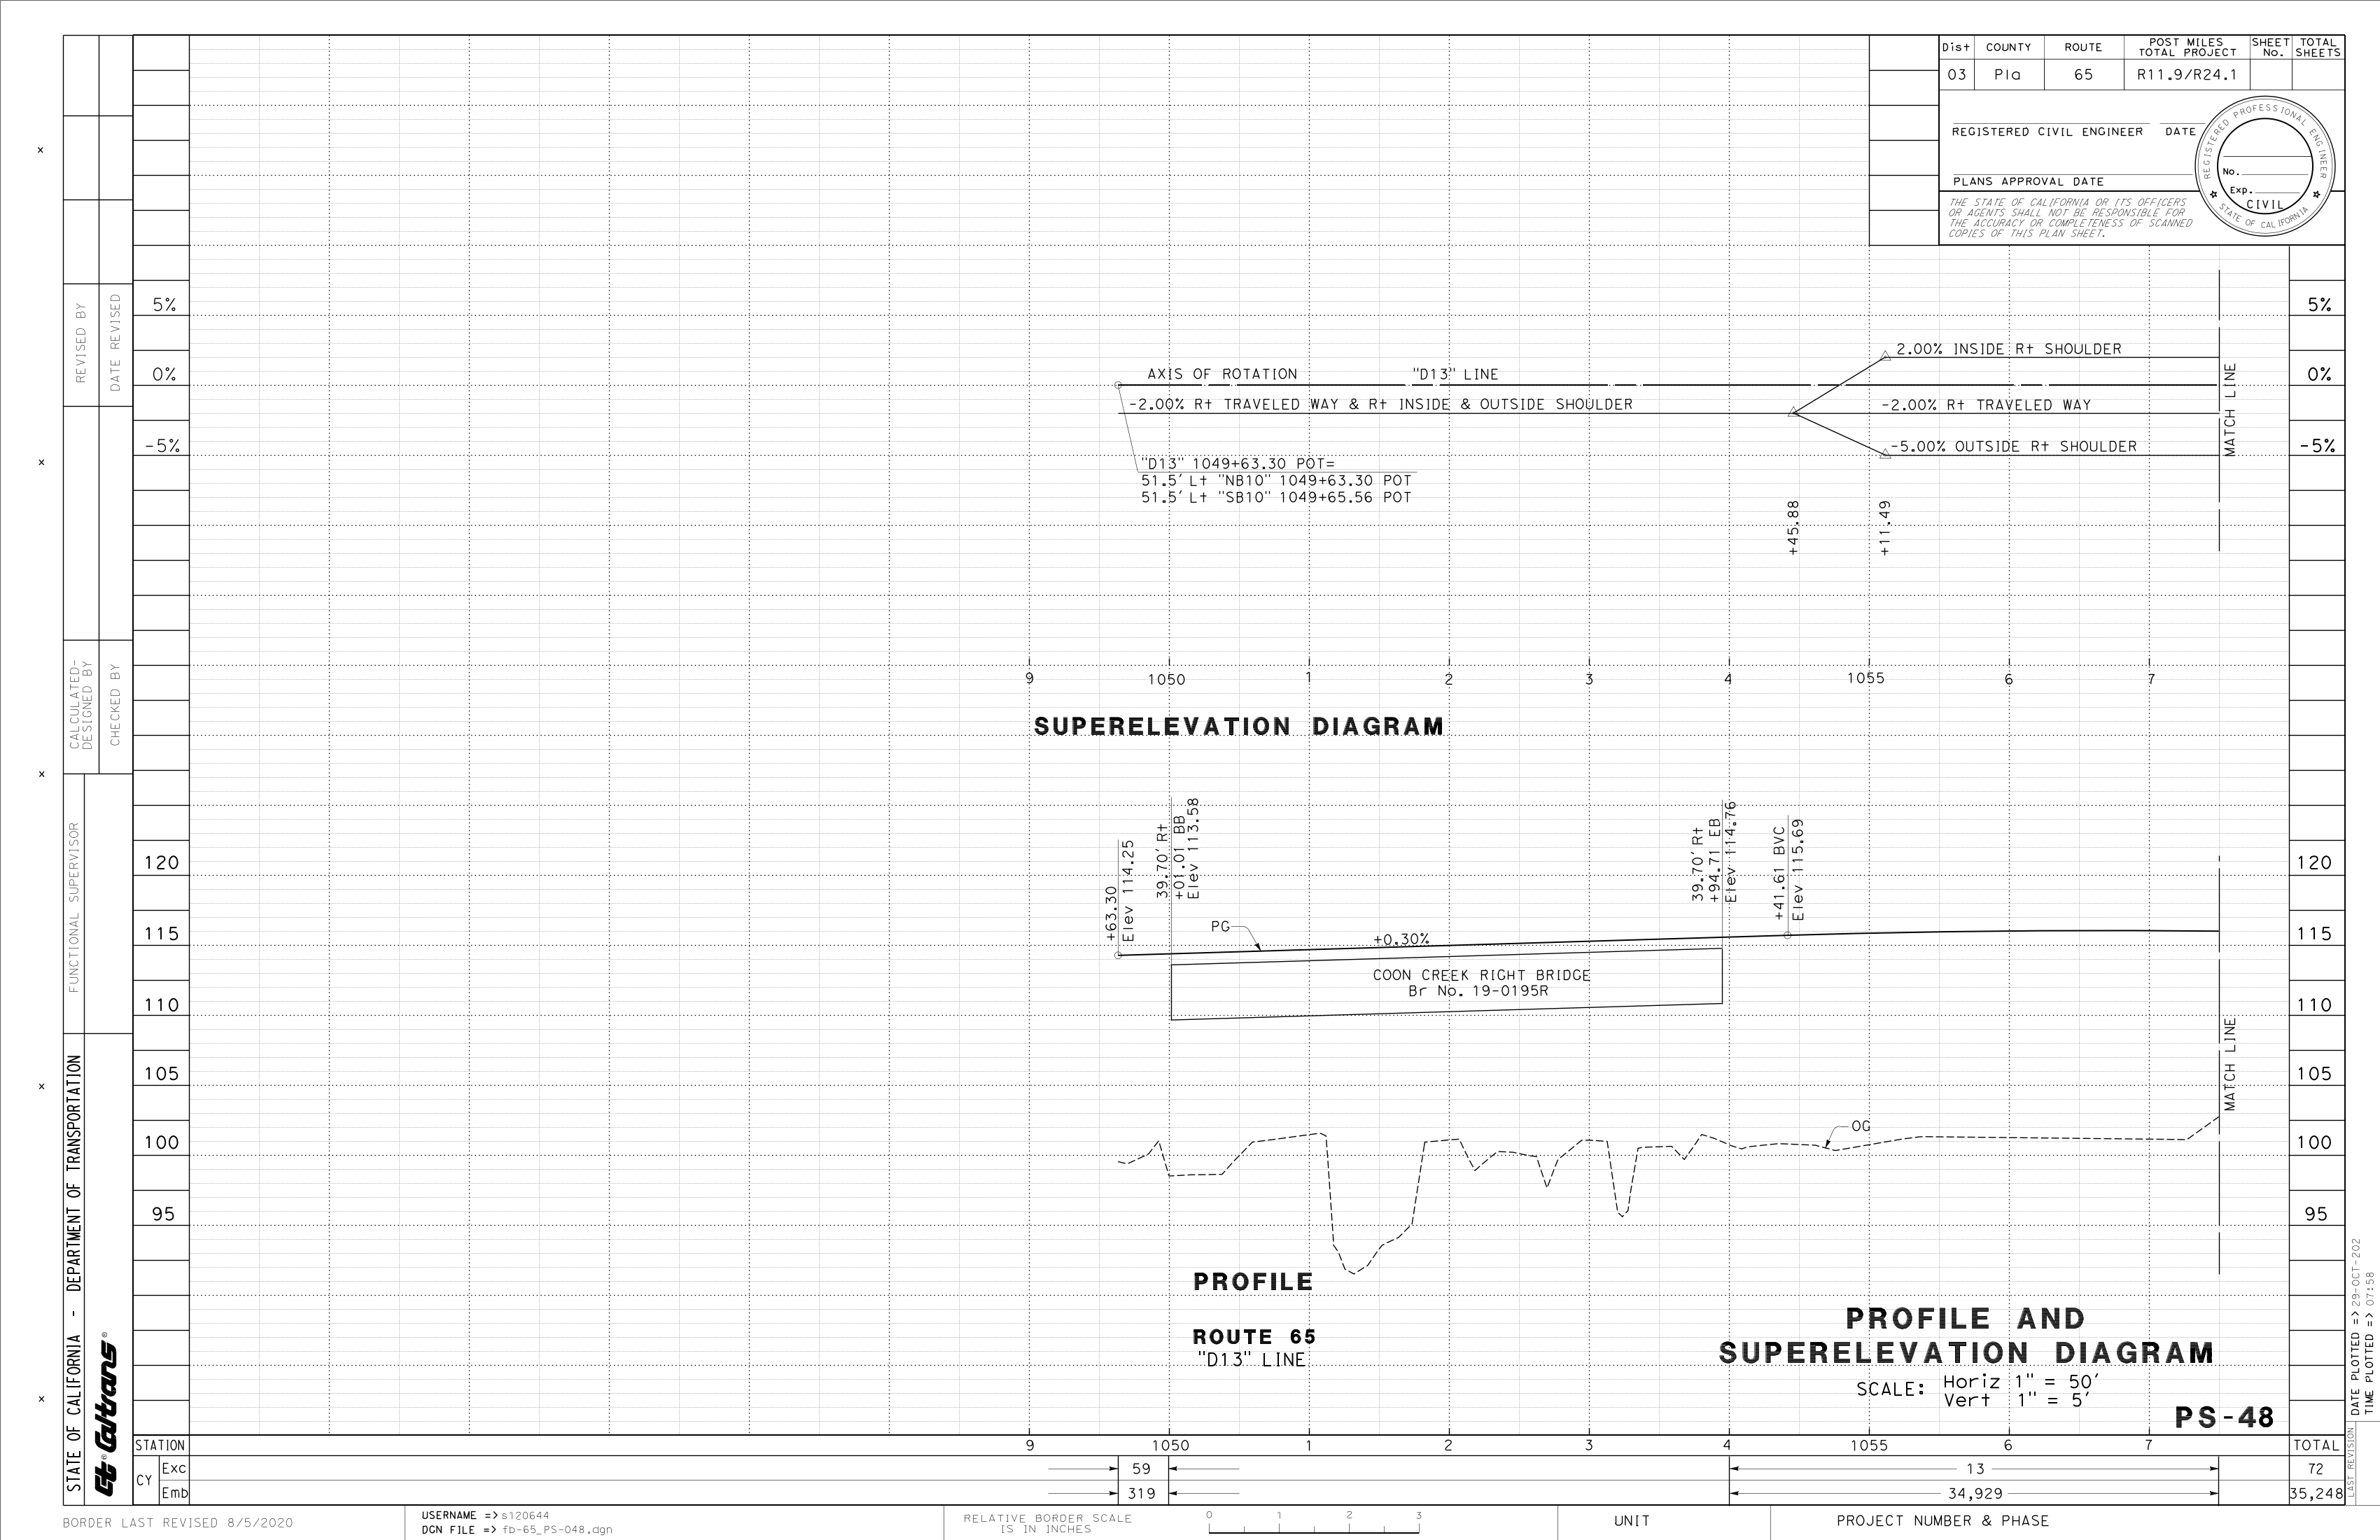 Dist COUNTY ROUTE POST MILES TOTAL PROJECT SHEET No. TOTAL SHEETS
03 Pla 65 R11.9/R24.1
REGISTERED CIVIL ENGINEER DATE
PLANS APPROVAL DATE
THE STATE OF CALIFORNIA OR ITS OFFICERS
OR AGENTS SHALL NOT BE RESPONSIBLE FOR
THE ACCURACY OR COMPLETENESS OF SCANNED
COPIES OF THIS PLAN SHEET.
REGISTERED PROFESSIONAL ENGINEER
No.
Exp.
CIVIL
STATE OF CALIFORNIA
REVISED BY
DATE REVISED
CALCULATED-
DESIGNED BY
CHECKED BY
FUNCTIONAL SUPERVISOR
STATE OF CALIFORNIA - DEPARTMENT OF TRANSPORTATION
Ct Caltrans
5% 5%
0% 0%
-5% -5%
2.00% INSIDE Rt SHOULDER
AXIS OF ROTATION "D13" LINE
-2.00% Rt TRAVELED WAY & Rt INSIDE & OUTSIDE SHOULDER
-2.00% Rt TRAVELED WAY
-5.00% OUTSIDE Rt SHOULDER
MATCH LINE
"D13" 1049+63.30 POT=
51.5' Lt "NB10" 1049+63.30 POT
51.5' Lt "SB10" 1049+65.56 POT
+45.88
+11.49
9 1050 1 2 3 4 1055 6 7
SUPERELEVATION DIAGRAM
120 120
115 115
110 110
105 105
100 100
95 95
+63.30
Elev 114.25
39.70' Rt
+01.01 BB
Elev 113.58
39.70' Rt
+94.71 EB
Elev 114.76
+41.61 BVC
Elev 115.69
PG
+0.30%
COON CREEK RIGHT BRIDGE
Br No. 19-0195R
MATCH LINE
OG
PROFILE
ROUTE 65
"D13" LINE
PROFILE AND
SUPERELEVATION DIAGRAM
SCALE: Horiz 1" = 50'
Vert 1" = 5'
PS-48
STATION 9 1050 1 2 3 4 1055 6 7 TOTAL
CY
Exc 59 13 72
Emb 319 34,929 35,248
BORDER LAST REVISED 8/5/2020
USERNAME => s120644
DGN FILE => fb-65_PS-048.dgn
RELATIVE BORDER SCALE
IS IN INCHES
0 1 2 3
UNIT
PROJECT NUMBER & PHASE
LAST REVISION
DATE PLOTTED => 29-OCT-202
TIME PLOTTED => 07:58